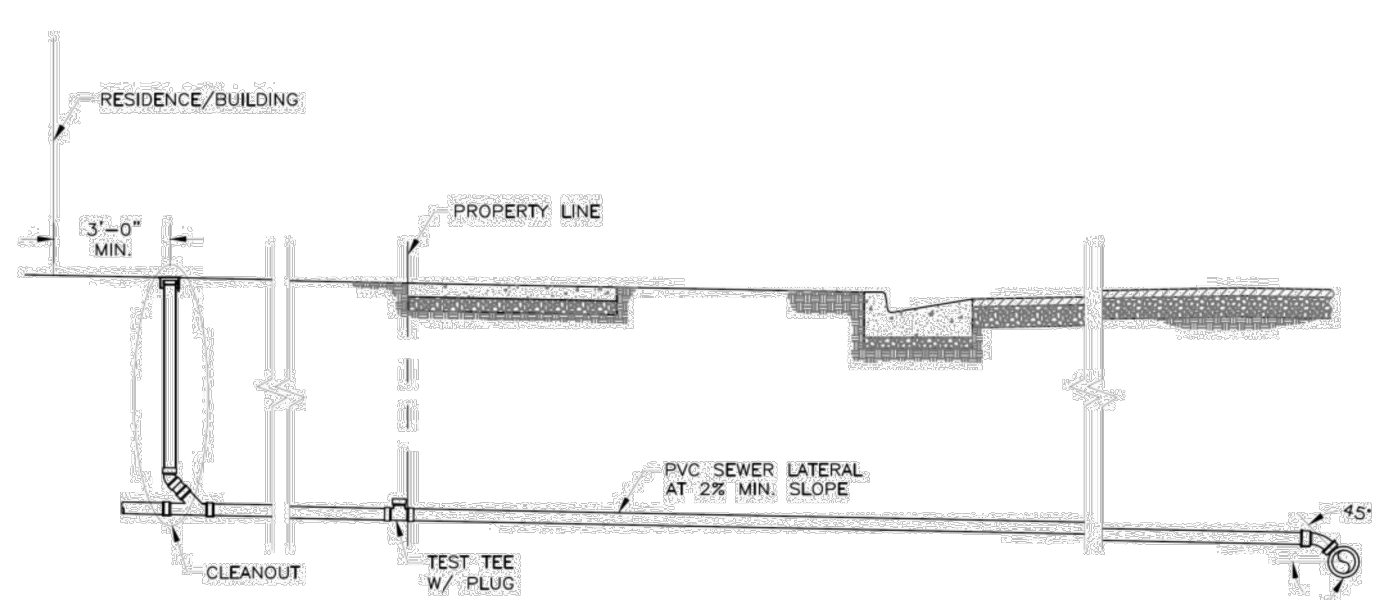 RESIDENCE/BUILDING
3'-0"
MIN.
PROPERTY LINE
PVC SEWER LATERAL
AT 2% MIN. SLOPE
45°
TEST TEE
W/ PLUG
CLEANOUT